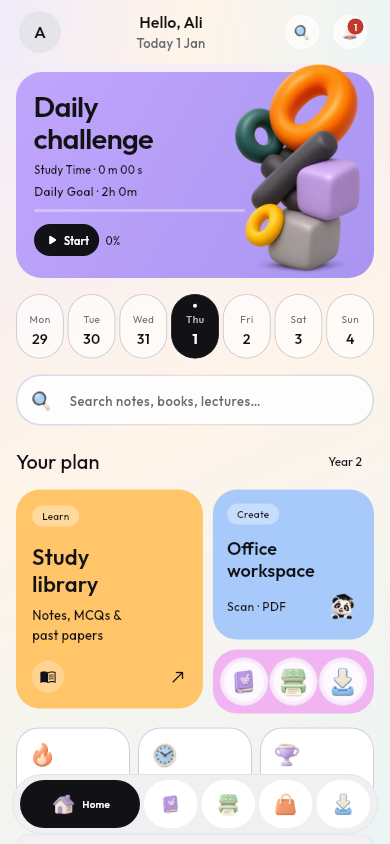 A
Hello, Ali
Today 1 Jan
1
Daily
challenge
Study Time · 0 m 00 s
Daily Goal · 2h 0m
Start
0%
Mon
29
Tue
30
Wed
31
Thu
1
Fri
2
Sat
3
Sun
4
Search notes, books, lectures...
Your plan
Year 2
Learn
Study
library
Notes, MCQs &
past papers
Create
Office
workspace
Scan · PDF
Home